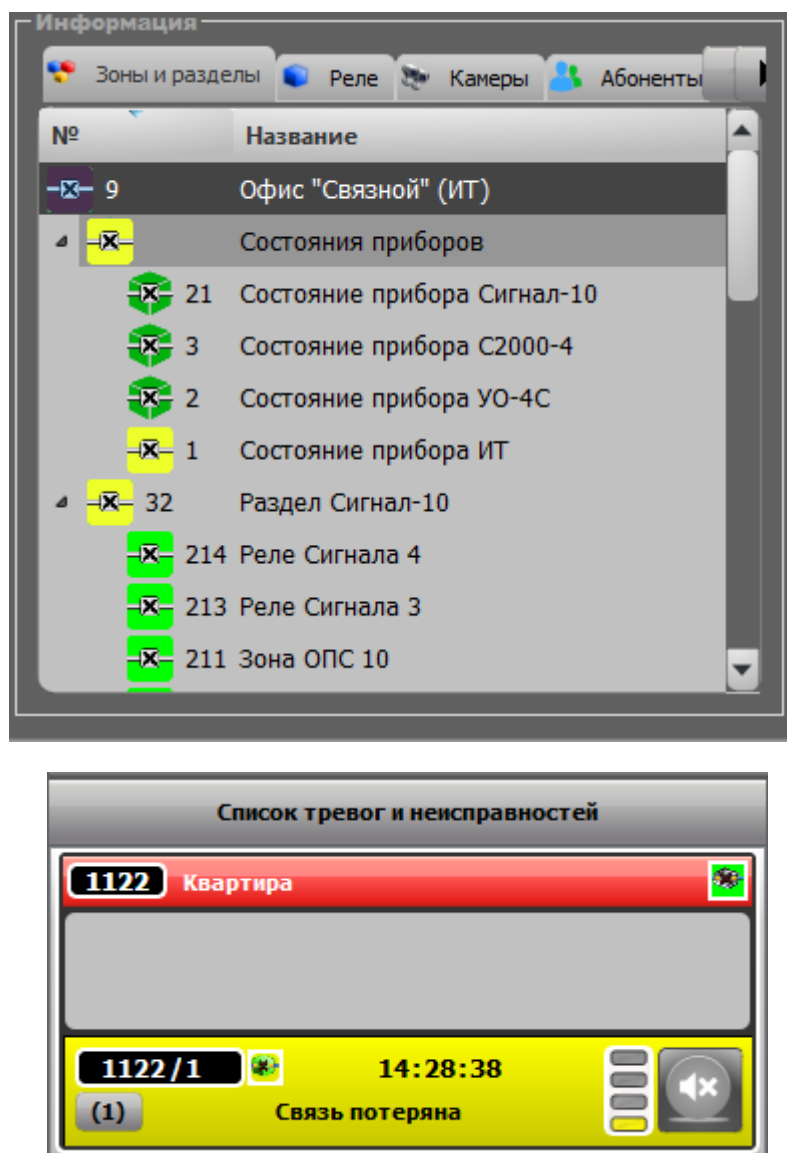 Информация
Зоны и разделы Реле Камеры Абоненты
№ Название
9 Офис "Связной" (ИТ)
Состояния приборов
21 Состояние прибора Сигнал-10
3 Состояние прибора С2000-4
2 Состояние прибора УО-4С
1 Состояние прибора ИТ
32 Раздел Сигнал-10
214 Реле Сигнала 4
213 Реле Сигнала 3
211 Зона ОПС 10
Список тревог и неисправностей
1122 Квартира
1122/1 14:28:38
(1) Связь потеряна